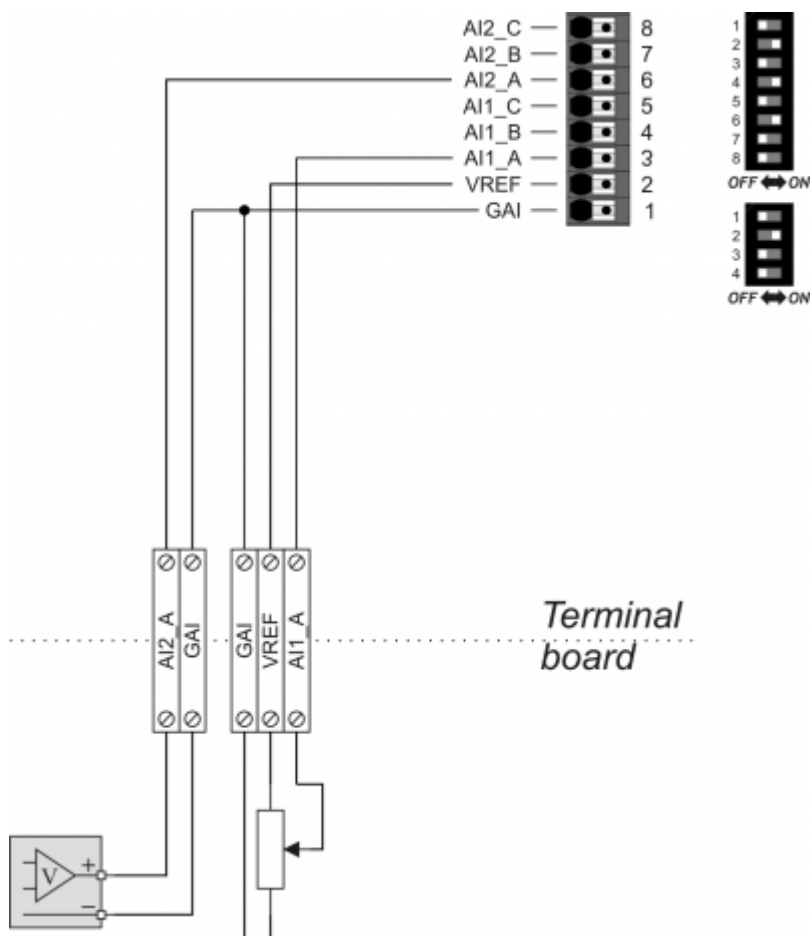 AI2_C 8
AI2_B 7
AI2_A 6
AI1_C 5
AI1_B 4
AI1_A 3
VREF 2
GAI 1
1
2
3
4
5
6
7
8
OFF ON
1
2
3
4
OFF ON
AI2_A
GAI
GAI
VREF
AI1_A
Terminal
board
V
+
−